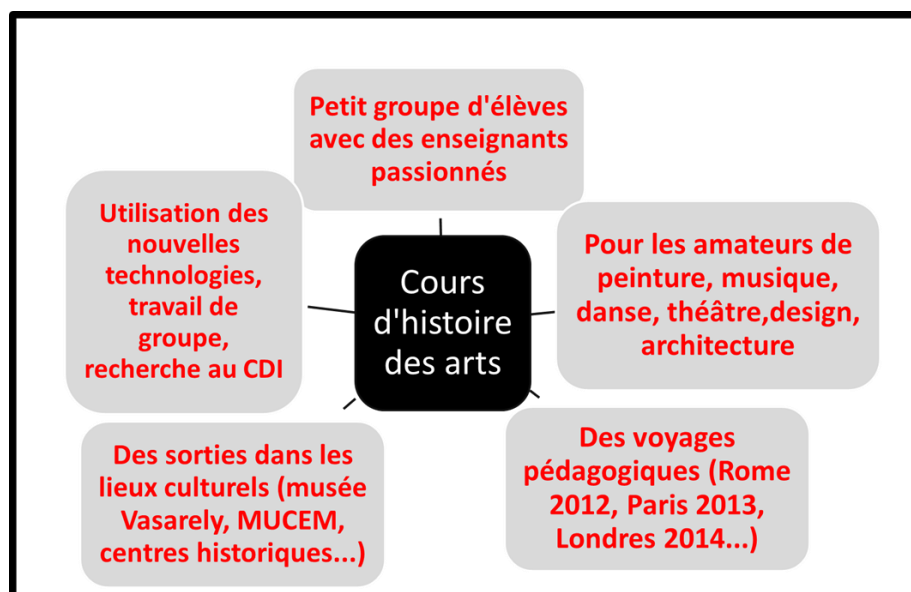 Petit groupe d'élèves
avec des enseignants
passionnés
Utilisation des
nouvelles
technologies,
travail de
groupe,
recherche au CDI
Cours
d'histoire
des arts
Pour les amateurs de
peinture, musique,
danse, théâtre,design,
architecture
Des sorties dans les
lieux culturels (musée
Vasarely, MUCEM,
centres historiques...)
Des voyages
pédagogiques (Rome
2012, Paris 2013,
Londres 2014...)